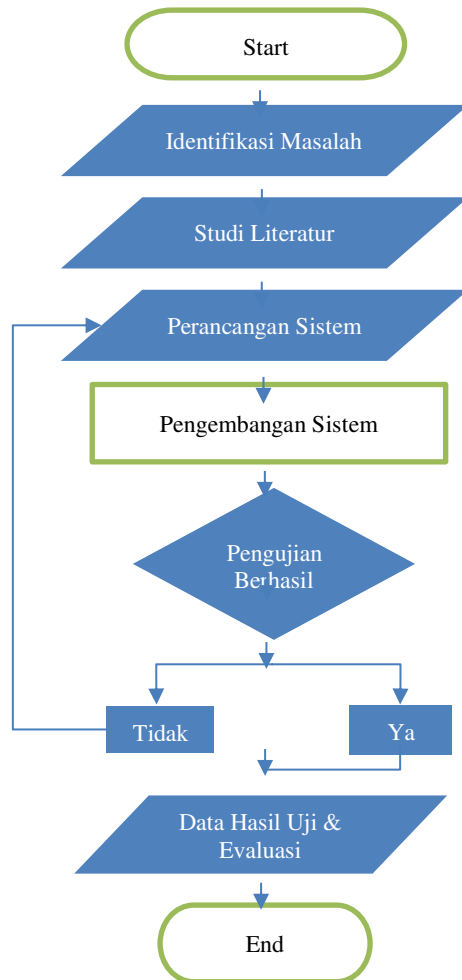 Start
Identifikasi Masalah
Studi Literatur
Perancangan Sistem
Pengembangan Sistem
Pengujian
Berhasil
Tidak
Ya
Data Hasil Uji &
Evaluasi
End